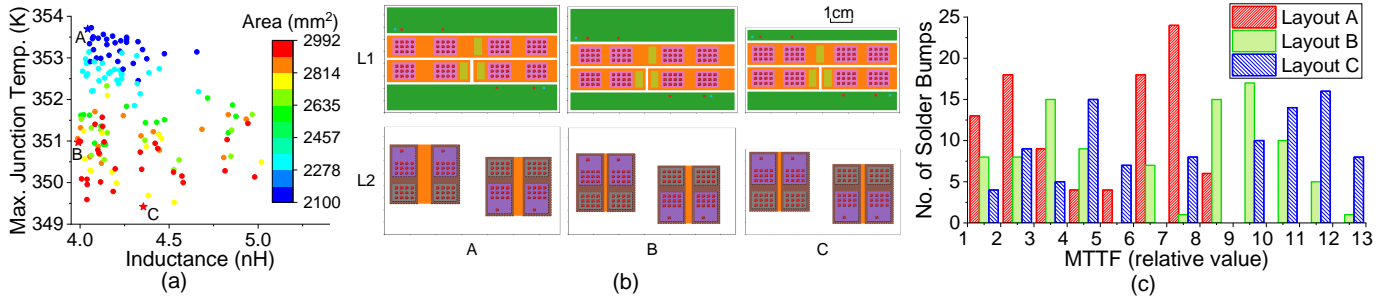 (a)
Max. Junction Temp. (K)
354
353
352
351
350
349
A
B
C
4.0
4.5
5.0
Inductance (nH)
Area (mm²)
2992
2814
2635
2457
2278
2100
(b)
1cm
L1
L2
A
B
C
(c)
No. of Solder Bumps
25
20
15
10
5
0
1
2
3
4
5
6
7
8
9
10
11
12
13
MTTF (relative value)
Layout A
Layout B
Layout C